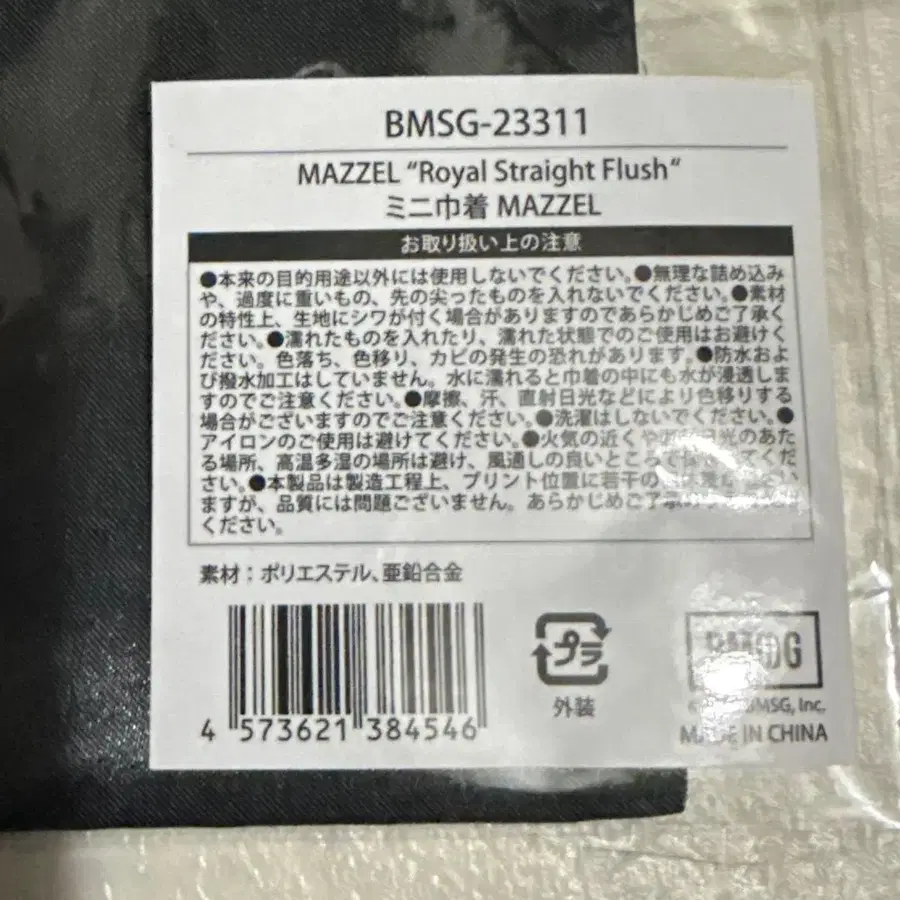 BMSG-23311
MAZZEL “Royal Straight Flush“
ミニ巾着 MAZZEL
お取り扱い上の注意
●本来の目的用途以外には使用しないでください。●無理な詰め込み
や、過度に重いもの、先の尖ったものを入れないでください。●素材
の特性上、生地にシワが付く場合がありますのであらかじめご了承く
ださい。●濡れたものを入れたり、濡れた状態でのご使用はお避けく
ださい。色落ち、色移り、カビの発生の恐れがあります。●防水およ
び撥水加工はしていません。水に濡れると巾着の中にも水が浸透しま
すのでご注意ください。●摩擦、汗、直射日光などにより色移りする
場合がございますのでご注意ください。●洗濯はしないでください。●
アイロンのご使用は避けてください。●火気の近くや 光のあた
る場所、高温多湿の場所は避け、風通しの良いところで くだ
さい。●本製品は製造工程上、プリント位置に若干の ござい
ますが、品質には問題ございません。あらかじめご了承
ください。
素材：ポリエステル、亜鉛合金
4 573621 384546
プラ
外装
BMSG, Inc.
MADE IN CHINA